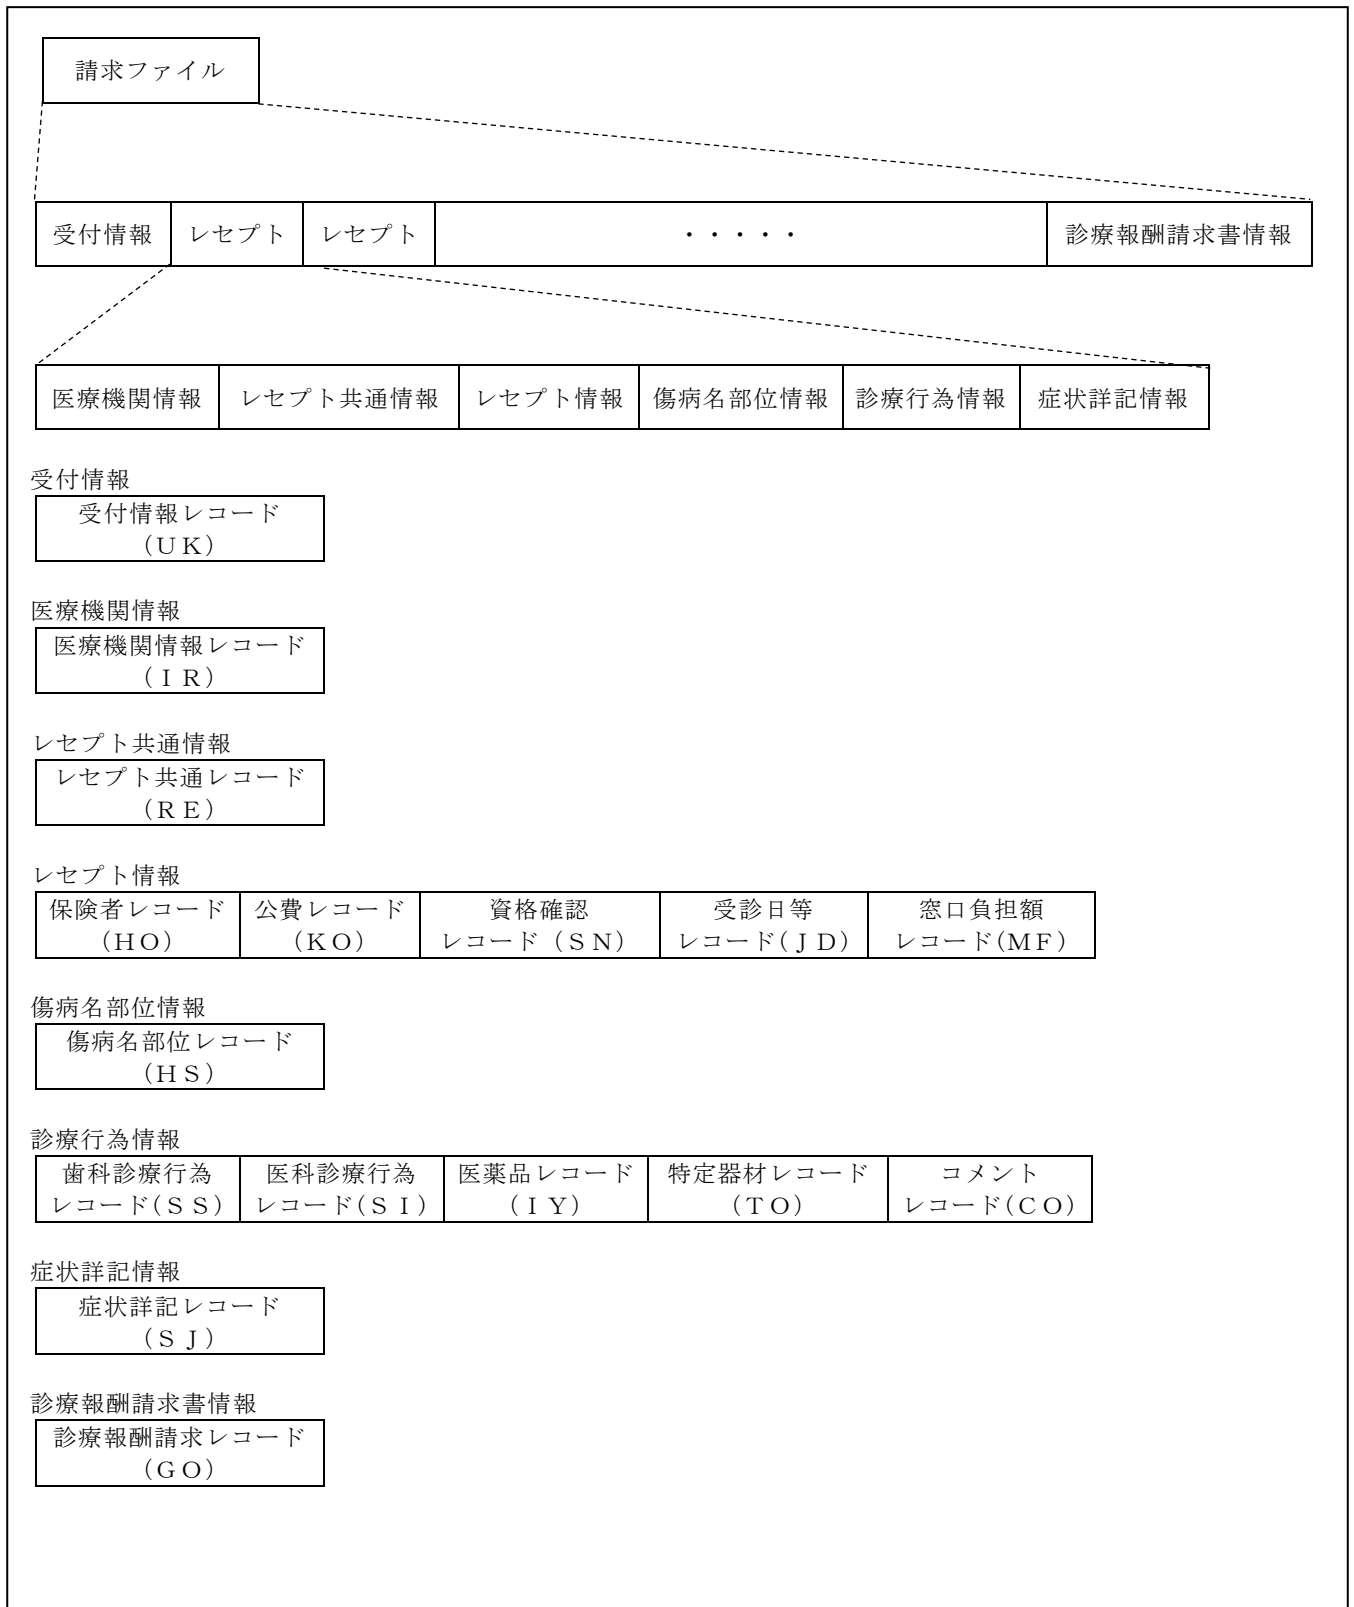 請求ファイル
受付情報 レセプト レセプト ・・・・・ 診療報酬請求書情報
医療機関情報 レセプト共通情報 レセプト情報 傷病名部位情報 診療行為情報 症状詳記情報
受付情報
受付情報レコード
(UK)
医療機関情報
医療機関情報レコード
(ＩＲ)
レセプト共通情報
レセプト共通レコード
(ＲＥ)
レセプト情報
保険者レコード 公費レコード 資格確認 受診日等 窓口負担額
(HO) (KO) レコード（ＳＮ） レコード(ＪＤ) レコード(ＭＦ)
傷病名部位情報
傷病名部位レコード
(ＨＳ)
診療行為情報
歯科診療行為 医科診療行為 医薬品レコード 特定器材レコード コメント
レコード(ＳＳ) レコード(ＳＩ) (ＩＹ) (ＴＯ) レコード(ＣＯ)
症状詳記情報
症状詳記レコード
(ＳＪ)
診療報酬請求書情報
診療報酬請求レコード
(ＧＯ)